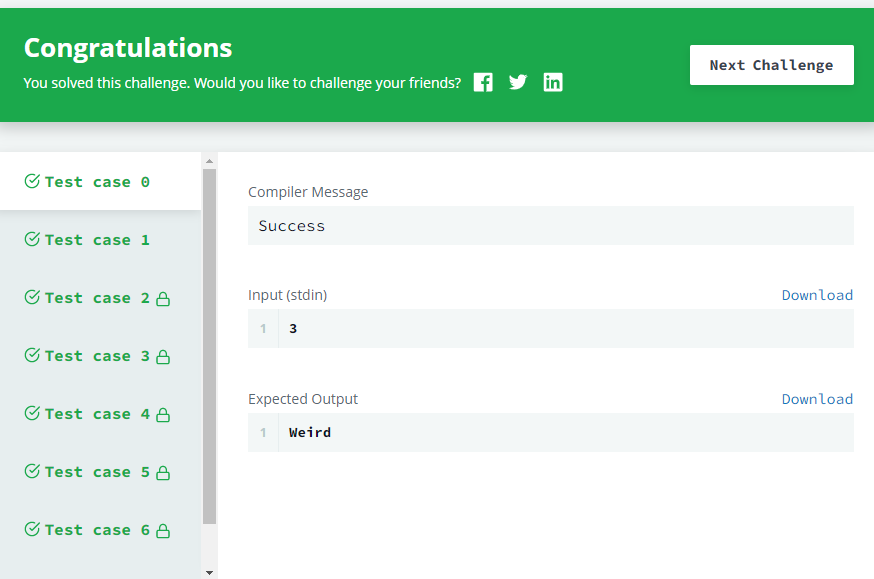 Congratulations
You solved this challenge. Would you like to challenge your friends?
Next Challenge
Test case 0
Test case 1
Test case 2
Test case 3
Test case 4
Test case 5
Test case 6
Compiler Message
Success
Input (stdin)
Download
1 3
Expected Output
Download
1 Weird